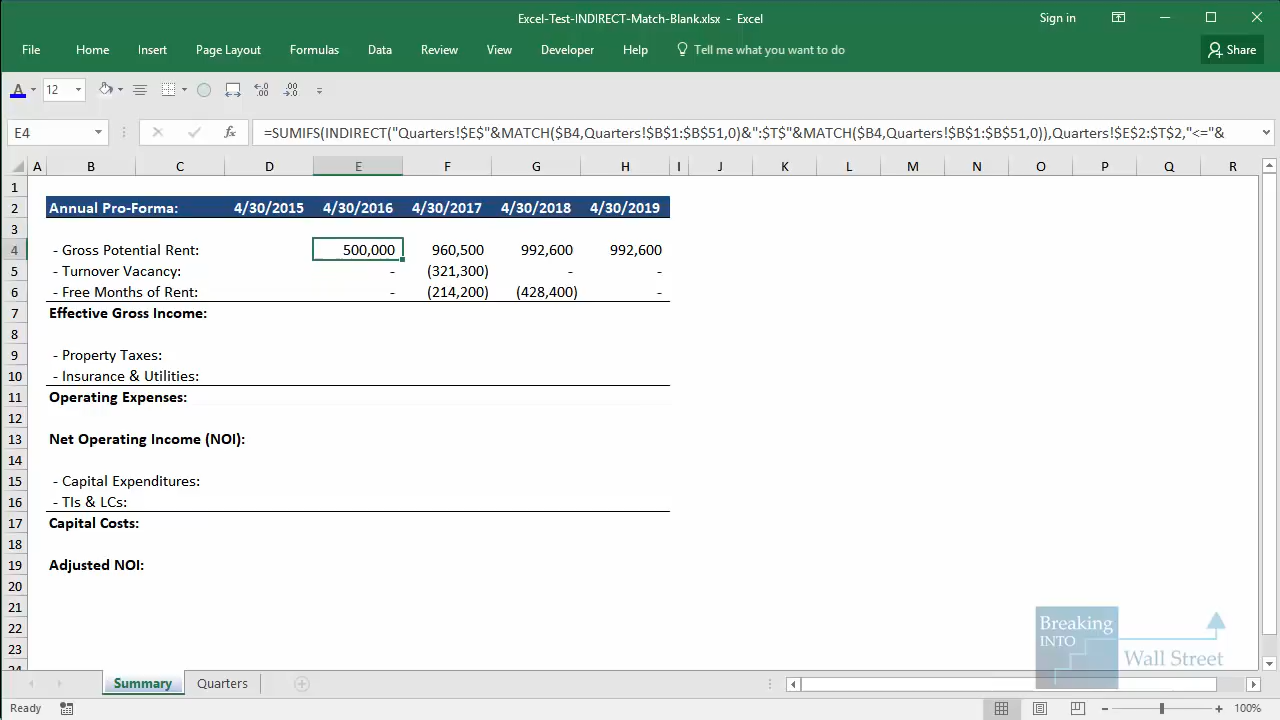 Excel-Test-INDIRECT-Match-Blank.xlsx - Excel
Sign in
File Home Insert Page Layout Formulas Data Review View Developer Help Tell me what you want to do Share
A 12
E4 fx =SUMIFS(INDIRECT("Quarters!$E$"&MATCH($B4,Quarters!$B$1:$B$51,0)&":$T$"&MATCH($B4,Quarters!$B$1:$B$51,0)),Quarters!$E$2:$T$2,"<="&
A B C D E F G H I J K L M N O P Q R
1
2 Annual Pro-Forma: 4/30/2015 4/30/2016 4/30/2017 4/30/2018 4/30/2019
3
4 - Gross Potential Rent: 500,000 960,500 992,600 992,600
5 - Turnover Vacancy: - (321,300) - -
6 - Free Months of Rent: - (214,200) (428,400) -
7 Effective Gross Income:
8
9 - Property Taxes:
10 - Insurance & Utilities:
11 Operating Expenses:
12
13 Net Operating Income (NOI):
14
15 - Capital Expenditures:
16 - TIs & LCs:
17 Capital Costs:
18
19 Adjusted NOI:
20
21
22
23
24
Breaking
INTO
Wall Street
Summary Quarters
Ready 100%